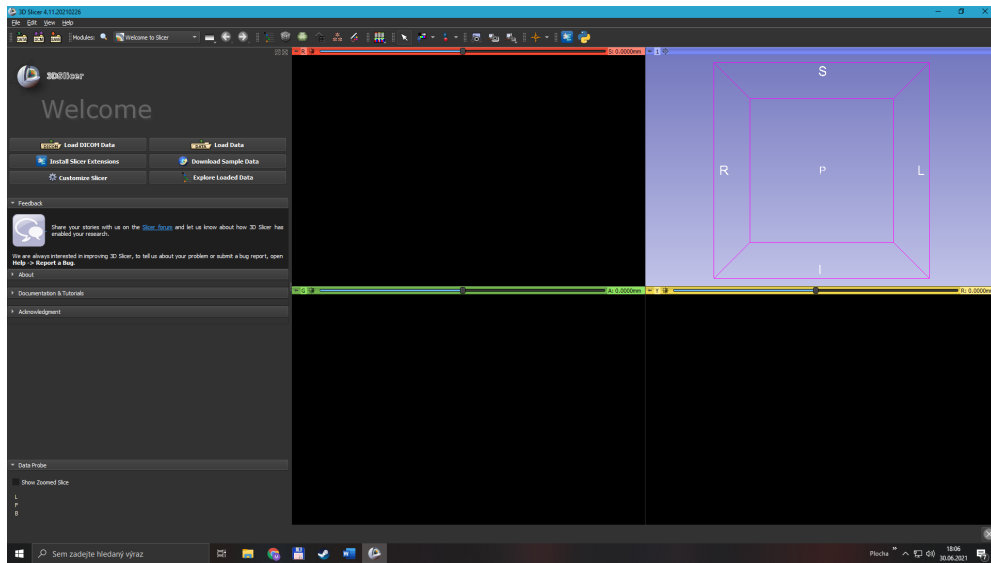 3D Slicer 4.11.20210226
File Edit View Help
DATA DCM SAVE Modules: Welcome to Slicer
R S: 0.0000mm 1
3DSlicer
Welcome
Load DICOM Data Load Data
Install Slicer Extensions Download Sample Data
Customize Slicer Explore Loaded Data
Feedback
Share your stories with us on the Slicer forum and let us know about how 3D Slicer has
enabled your research.
We are always interested in improving 3D Slicer, to tell us about your problem or submit a bug report, open
Help -> Report a Bug.
About
Documentation & Tutorials
Acknowledgment
S
R P L
I
G A: 0.0000mm Y R: 0.0000mm
Data Probe
Show Zoomed Slice
L
F
B
Sem zadejte hledaný výraz
Plocha
18:06
30.06.2021